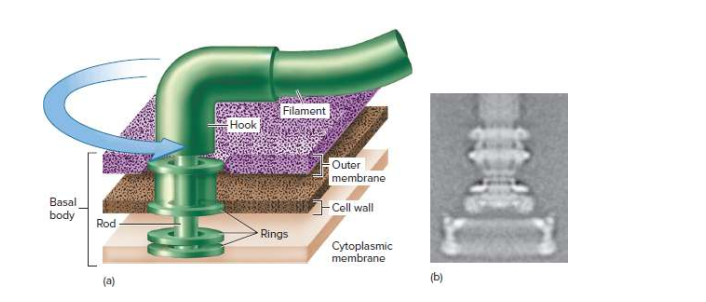 Filament
Hook
Outer
membrane
Basal
body
Cell wall
Rod
Rings
Cytoplasmic
membrane
(a)
(b)